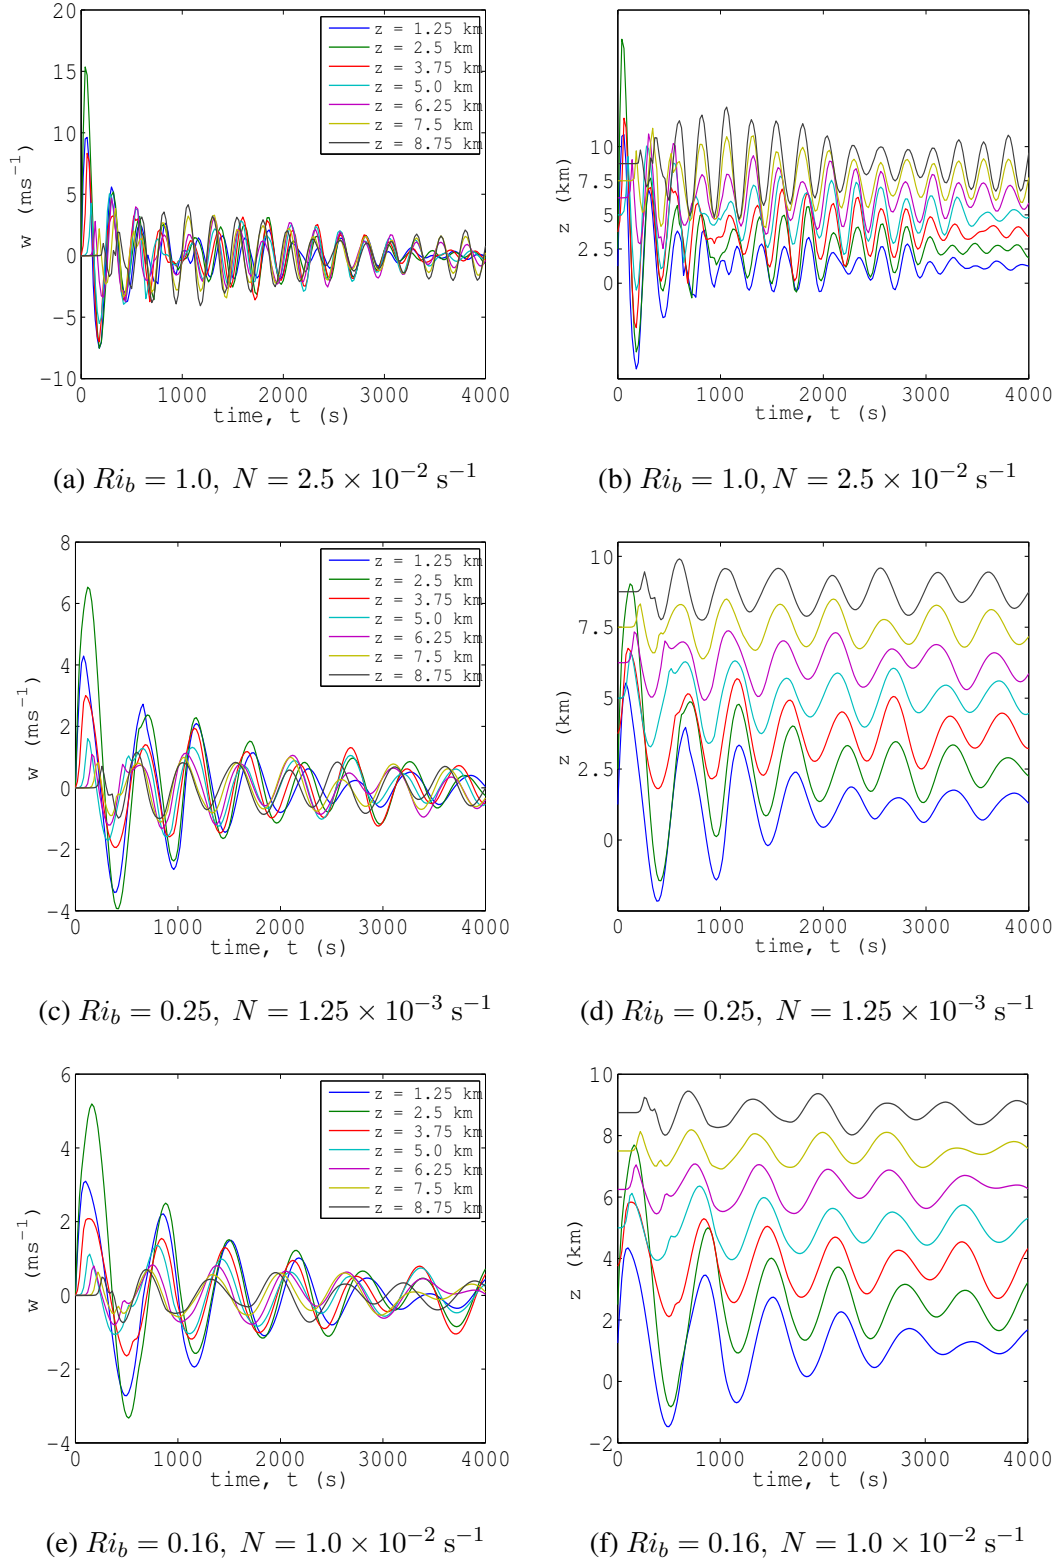 20
15
10
5
0
−5
−10
w (ms⁻¹)
z = 1.25 km
z = 2.5 km
z = 3.75 km
z = 5.0 km
z = 6.25 km
z = 7.5 km
z = 8.75 km
0 1000 2000 3000 4000
time, t (s)
10
7.5
5
2.5
0
z (km)
0 1000 2000 3000 4000
time, t (s)
(a) Ri_b = 1.0, N = 2.5 × 10⁻² s⁻¹
(b) Ri_b = 1.0, N = 2.5 × 10⁻² s⁻¹
8
6
4
2
0
−2
−4
w (ms⁻¹)
z = 1.25 km
z = 2.5 km
z = 3.75 km
z = 5.0 km
z = 6.25 km
z = 7.5 km
z = 8.75 km
0 1000 2000 3000 4000
time, t (s)
10
7.5
5
2.5
0
z (km)
0 1000 2000 3000 4000
time, t (s)
(c) Ri_b = 0.25, N = 1.25 × 10⁻³ s⁻¹
(d) Ri_b = 0.25, N = 1.25 × 10⁻³ s⁻¹
6
4
2
0
−2
−4
w (ms⁻¹)
z = 1.25 km
z = 2.5 km
z = 3.75 km
z = 5.0 km
z = 6.25 km
z = 7.5 km
z = 8.75 km
0 1000 2000 3000 4000
time, t (s)
10
8
6
4
2
0
−2
z (km)
0 1000 2000 3000 4000
time, t (s)
(e) Ri_b = 0.16, N = 1.0 × 10⁻² s⁻¹
(f) Ri_b = 0.16, N = 1.0 × 10⁻² s⁻¹